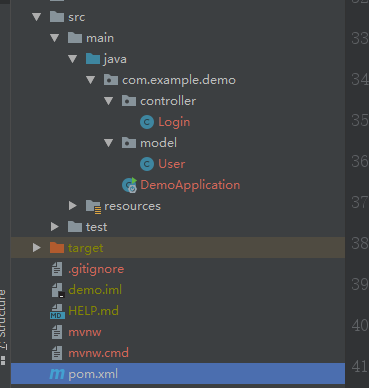 src
main
java
com.example.demo
controller
Login
model
User
DemoApplication
resources
test
target
.gitignore
demo.iml
HELP.md
mvnw
mvnw.cmd
pom.xml
7: Structure
33
34
35
36
37
38
39
40
41